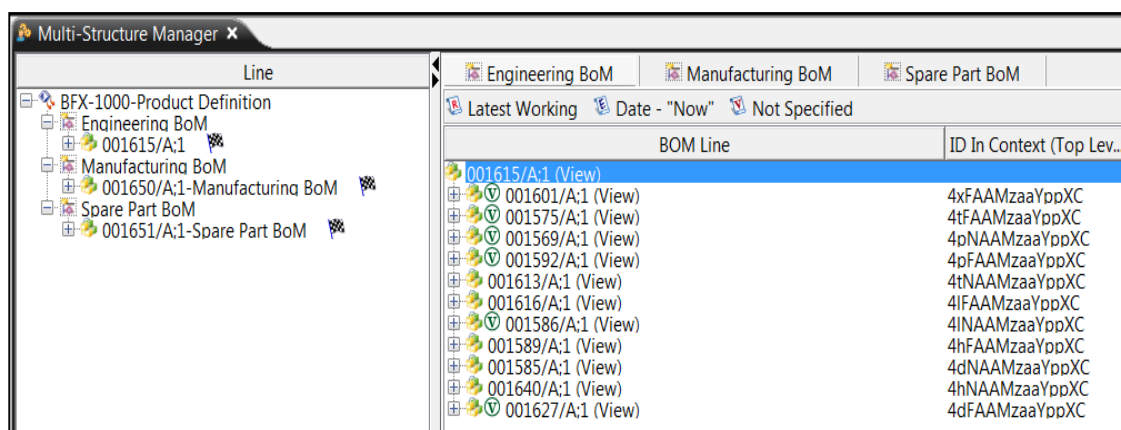 Multi-Structure Manager
Line
BFX-1000-Product Definition
Engineering BoM
001615/A;1
Manufacturing BoM
001650/A;1-Manufacturing BoM
Spare Part BoM
001651/A;1-Spare Part BoM
Engineering BoM Manufacturing BoM Spare Part BoM
Latest Working Date - "Now" Not Specified
BOM Line ID In Context (Top Lev...
001615/A;1 (View)
001601/A;1 (View) 4xFAAMzaaYppXC
001575/A;1 (View) 4tFAAMzaaYppXC
001569/A;1 (View) 4pNAAMzaaYppXC
001592/A;1 (View) 4pFAAMzaaYppXC
001613/A;1 (View) 4tNAAMzaaYppXC
001616/A;1 (View) 4lFAAMzaaYppXC
001586/A;1 (View) 4lNAAMzaaYppXC
001589/A;1 (View) 4hFAAMzaaYppXC
001585/A;1 (View) 4dNAAMzaaYppXC
001640/A;1 (View) 4hNAAMzaaYppXC
001627/A;1 (View) 4dFAAMzaaYppXC